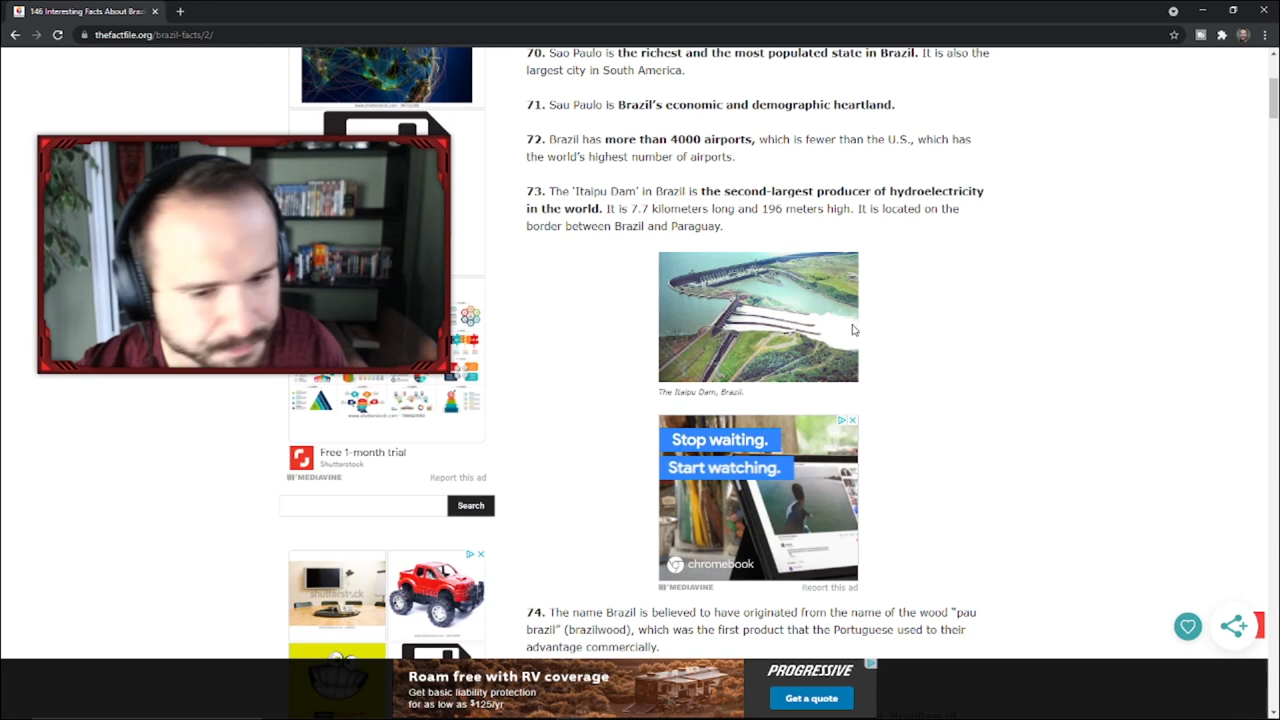 146 Interesting Facts About Brazi
thefactfile.org/brazil-facts/2/
70. Sao Paulo is the richest and the most populated state in Brazil. It is also the
largest city in South America.
71. Sau Paulo is Brazil's economic and demographic heartland.
72. Brazil has more than 4000 airports, which is fewer than the U.S., which has
the world's highest number of airports.
73. The 'Itaipu Dam' in Brazil is the second-largest producer of hydroelectricity
in the world. It is 7.7 kilometers long and 196 meters high. It is located on the
border between Brazil and Paraguay.
The Itaipu Dam, Brazil.
Stop waiting.
Start watching.
chromebook
MEDIAVINE
Report this ad
74. The name Brazil is believed to have originated from the name of the wood "pau
brazil" (brazilwood), which was the first product that the Portuguese used to their
advantage commercially.
Free 1-month trial
Shutterstock
MEDIAVINE
Report this ad
Search
shutterstock
Roam free with RV coverage
Get basic liability protection
for as low as $125/yr
PROGRESSIVE
Get a quote